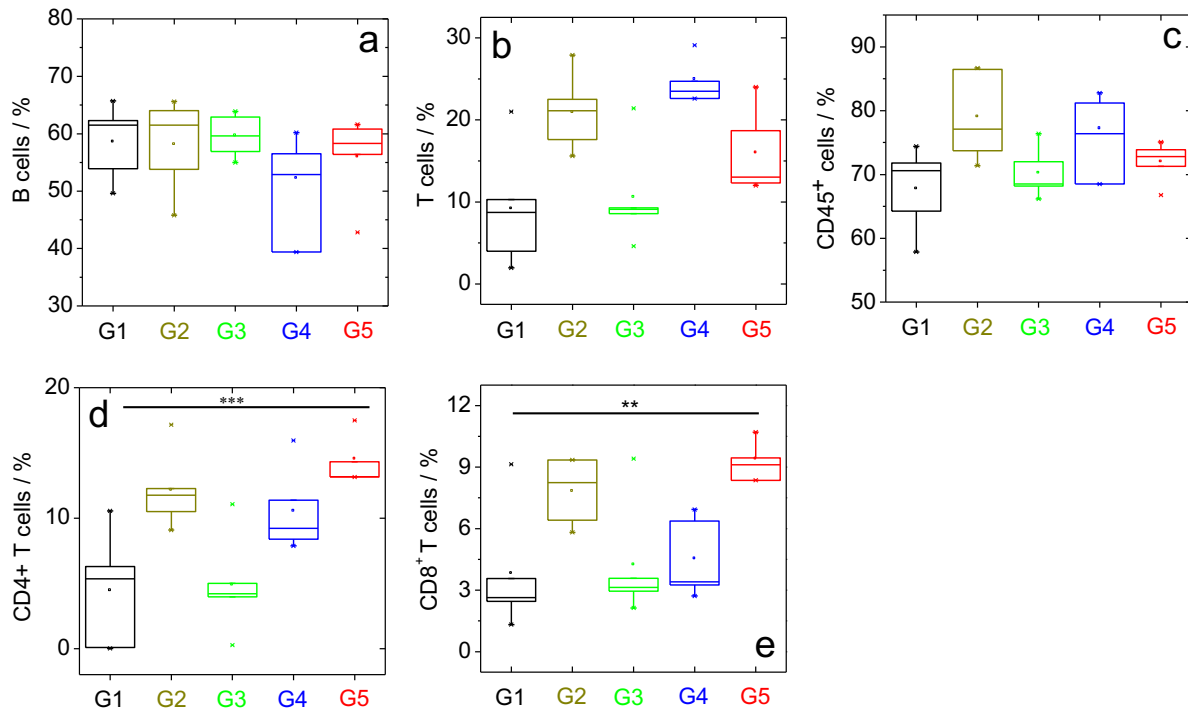 a
B cells / %
80
70
60
50
40
30
G1 G2 G3 G4 G5
b
T cells / %
30
20
10
0
G1 G2 G3 G4 G5
c
CD45⁺ cells / %
90
80
70
60
50
G1 G2 G3 G4 G5
d
***
CD4+ T cells / %
20
10
0
G1 G2 G3 G4 G5
**
CD8⁺ T cells / %
12
9
6
3
0
e
G1 G2 G3 G4 G5